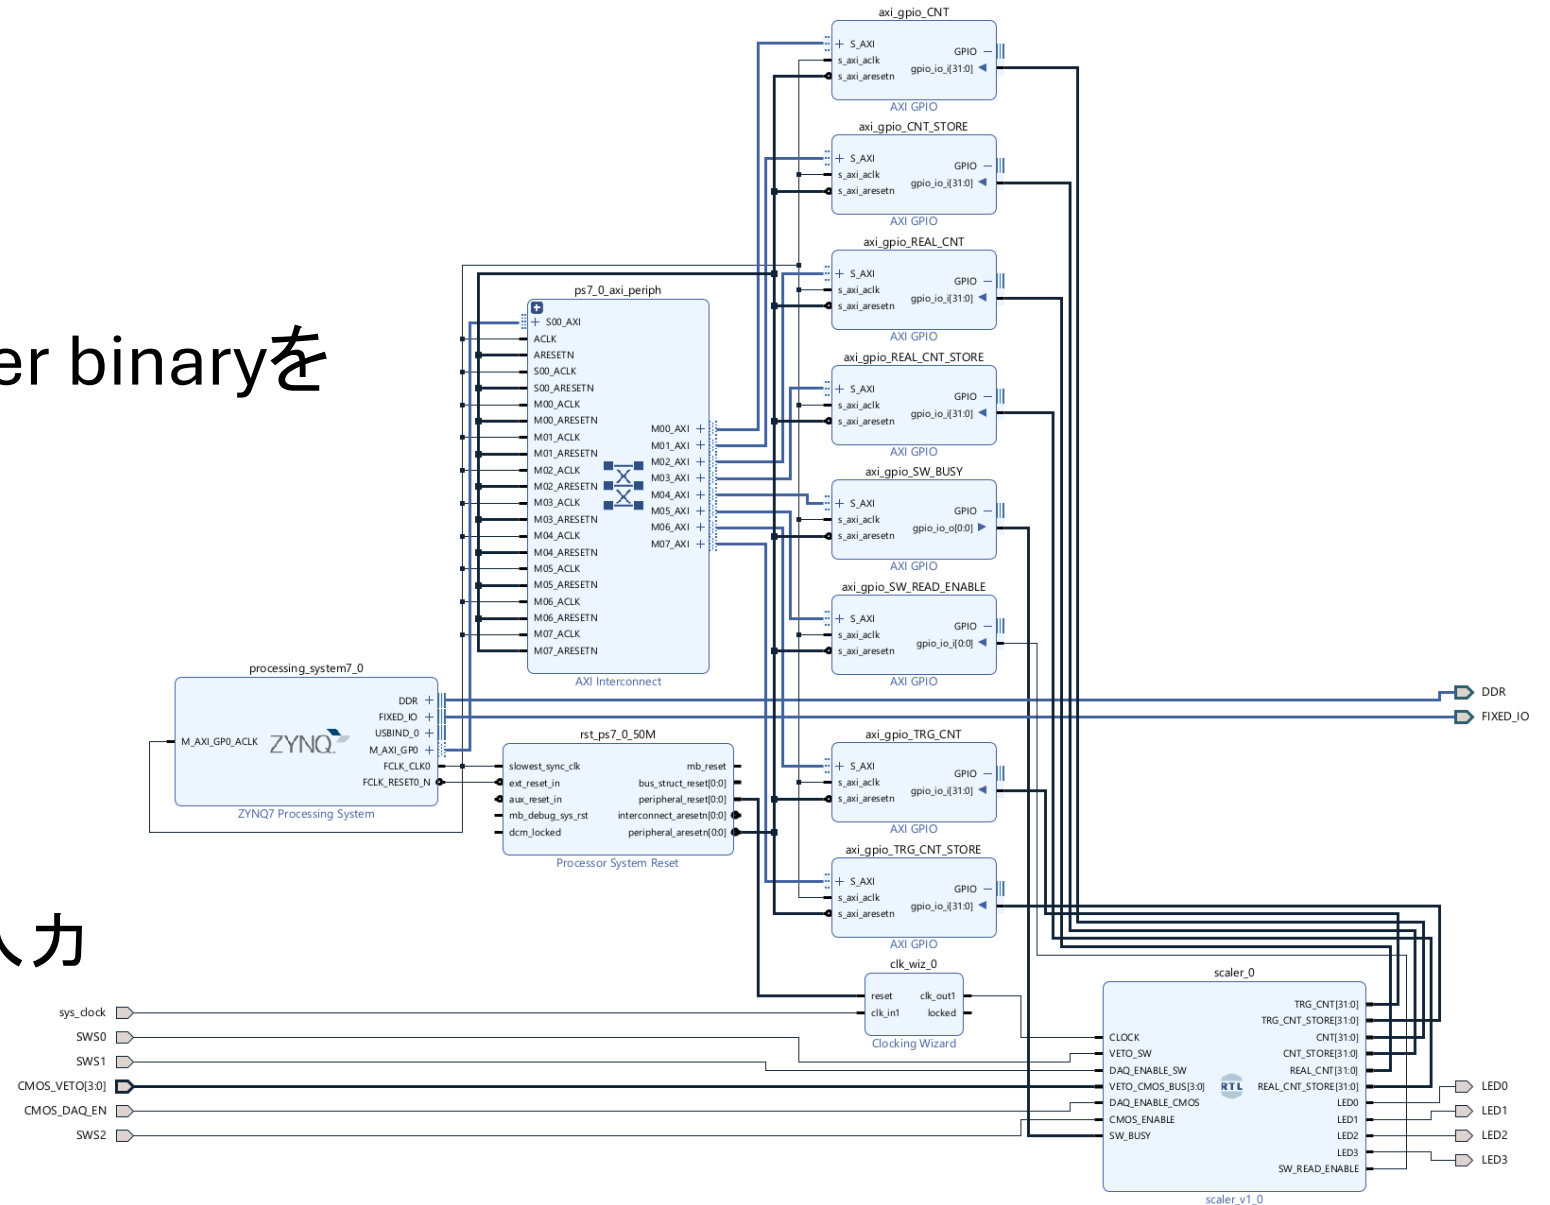 er binaryを
入力
axi_gpio_CNT
S_AXI
s_axi_aclk
s_axi_aresetn
GPIO
gpio_io_i[31:0]
AXI GPIO
axi_gpio_CNT_STORE
S_AXI
s_axi_aclk
s_axi_aresetn
GPIO
gpio_io_i[31:0]
AXI GPIO
axi_gpio_REAL_CNT
S_AXI
s_axi_aclk
s_axi_aresetn
GPIO
gpio_io_i[31:0]
AXI GPIO
axi_gpio_REAL_CNT_STORE
S_AXI
s_axi_aclk
s_axi_aresetn
GPIO
gpio_io_i[31:0]
AXI GPIO
axi_gpio_SW_BUSY
S_AXI
s_axi_aclk
s_axi_aresetn
GPIO
gpio_io_o[0:0]
AXI GPIO
axi_gpio_SW_READ_ENABLE
S_AXI
s_axi_aclk
s_axi_aresetn
GPIO
gpio_io_i[0:0]
AXI GPIO
axi_gpio_TRG_CNT
S_AXI
s_axi_aclk
s_axi_aresetn
GPIO
gpio_io_i[31:0]
AXI GPIO
axi_gpio_TRG_CNT_STORE
S_AXI
s_axi_aclk
s_axi_aresetn
GPIO
gpio_io_i[31:0]
AXI GPIO
ps7_0_axi_periph
S00_AXI
ACLK
ARESETN
S00_ACLK
S00_ARESETN
M00_ACLK
M00_ARESETN
M01_ACLK
M01_ARESETN
M02_ACLK
M02_ARESETN
M03_ACLK
M03_ARESETN
M04_ACLK
M04_ARESETN
M05_ACLK
M05_ARESETN
M06_ACLK
M06_ARESETN
M07_ACLK
M07_ARESETN
M00_AXI
M01_AXI
M02_AXI
M03_AXI
M04_AXI
M05_AXI
M06_AXI
M07_AXI
AXI Interconnect
processing_system7_0
M_AXI_GP0_ACLK
ZYNQ
DDR
FIXED_IO
USBIND_0
M_AXI_GP0
FCLK_CLK0
FCLK_RESET0_N
ZYNQ7 Processing System
rst_ps7_0_50M
slowest_sync_clk
ext_reset_in
aux_reset_in
mb_debug_sys_rst
dcm_locked
mb_reset
bus_struct_reset[0:0]
peripheral_reset[0:0]
interconnect_aresetn[0:0]
peripheral_aresetn[0:0]
Processor System Reset
DDR
FIXED_IO
clk_wiz_0
reset
clk_in1
clk_out1
locked
Clocking Wizard
sys_clock
SWS0
SWS1
CMOS_VETO[3:0]
CMOS_DAQ_EN
SWS2
scaler_0
CLOCK
VETO_SW
DAQ_ENABLE_SW
VETO_CMOS_BUS[3:0]
DAQ_ENABLE_CMOS
CMOS_ENABLE
SW_BUSY
RTL
TRG_CNT[31:0]
TRG_CNT_STORE[31:0]
CNT[31:0]
CNT_STORE[31:0]
REAL_CNT[31:0]
REAL_CNT_STORE[31:0]
LED0
LED1
LED2
LED3
SW_READ_ENABLE
scaler_v1_0
LED0
LED1
LED2
LED3